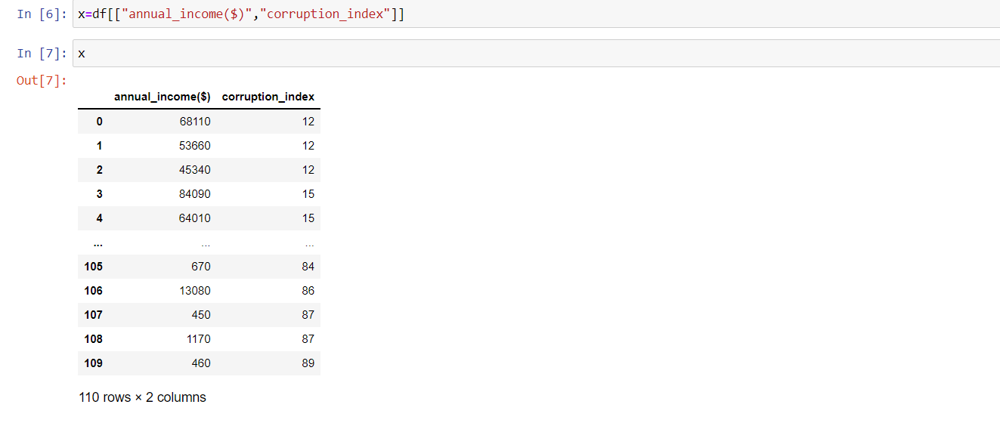 In [6]: x=df[["annual_income($)","corruption_index"]]
In [7]: x
Out[7]:
annual_income($) corruption_index
0 68110 12
1 53660 12
2 45340 12
3 84090 15
4 64010 15
... ... ...
105 670 84
106 13080 86
107 450 87
108 1170 87
109 460 89
110 rows × 2 columns